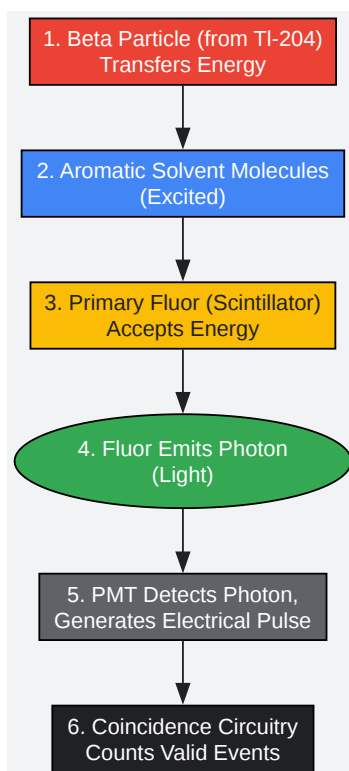 1. Beta Particle (from Tl-204)
Transfers Energy
2. Aromatic Solvent Molecules
(Excited)
3. Primary Fluor (Scintillator)
Accepts Energy
4. Fluor Emits Photon
(Light)
5. PMT Detects Photon,
Generates Electrical Pulse
6. Coincidence Circuitry
Counts Valid Events